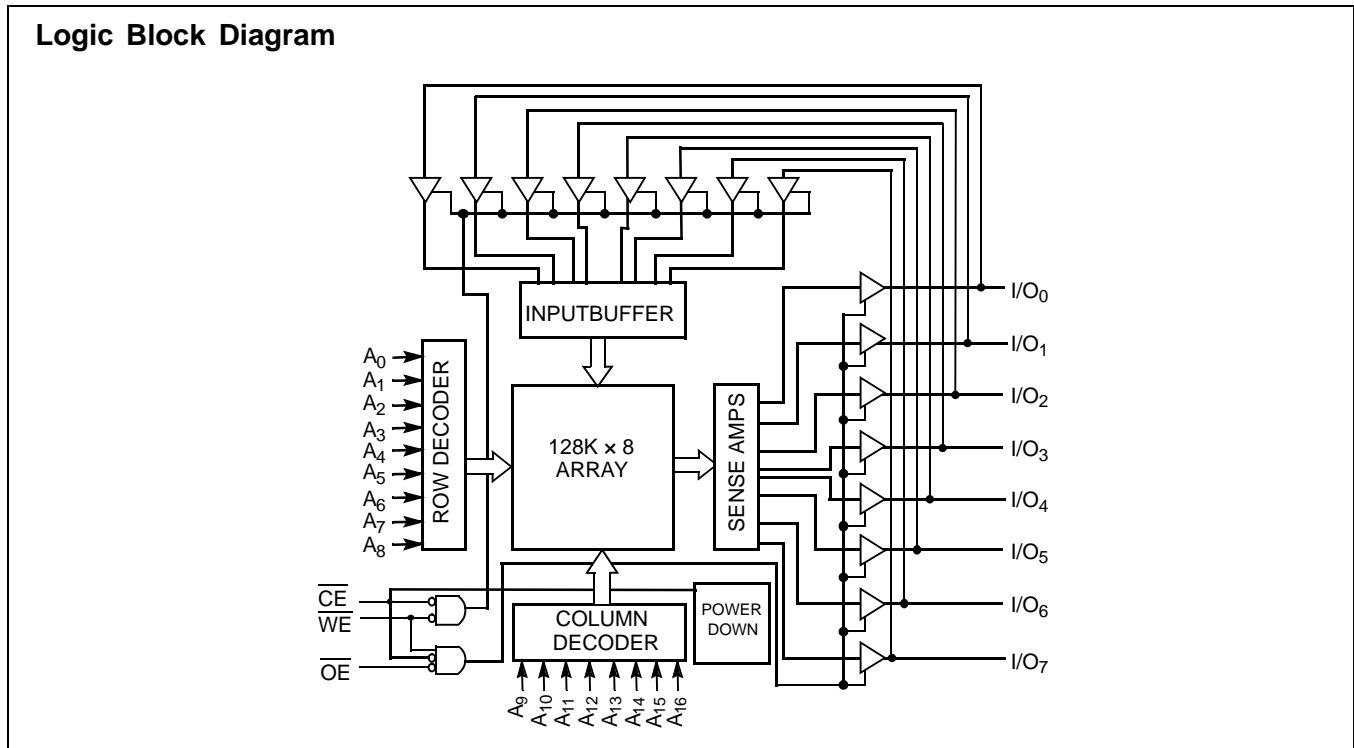 Logic Block Diagram
INPUTBUFFER
I/O0
I/O1
I/O2
I/O3
I/O4
I/O5
I/O6
I/O7
A0
A1
A2
A3
A4
A5
A6
A7
A8
ROW DECODER
128K × 8
ARRAY
SENSE AMPS
CE
WE
OE
COLUMN
DECODER
POWER
DOWN
A9
A10
A11
A12
A13
A14
A15
A16